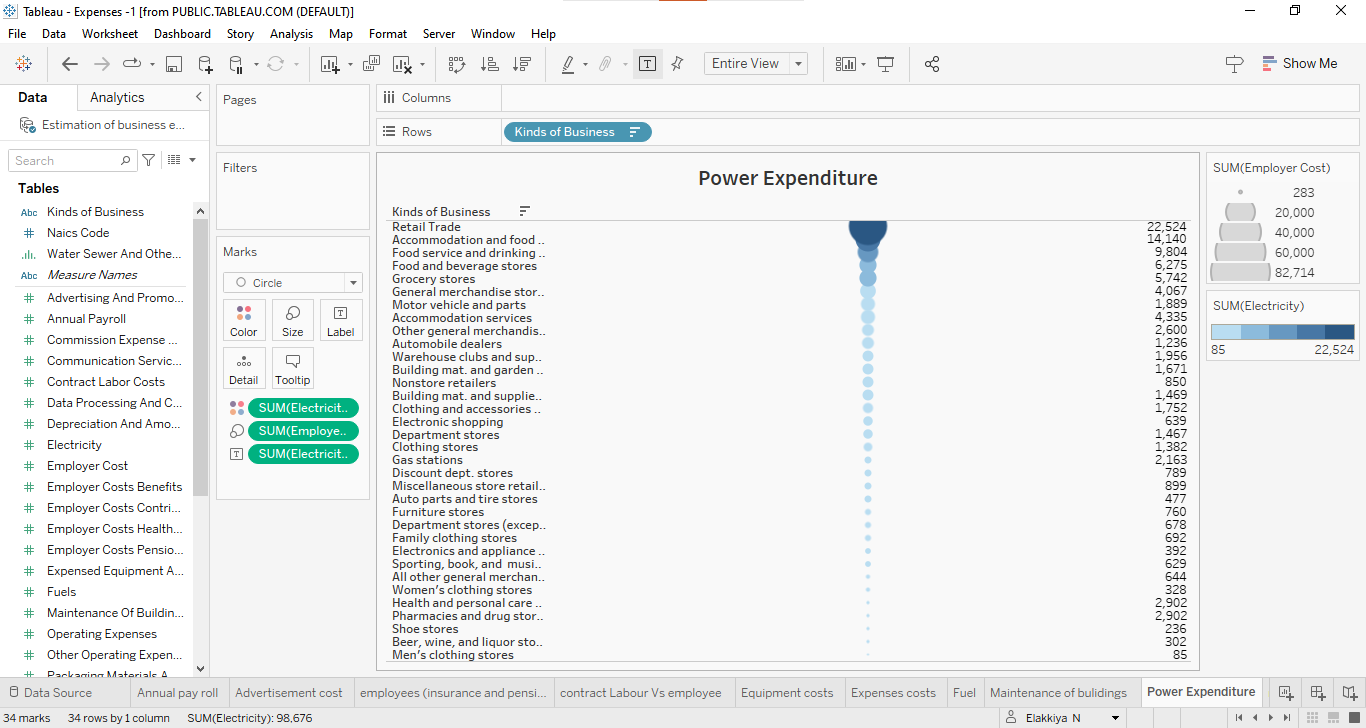 Tableau - Expenses -1 [from PUBLIC.TABLEAU.COM (DEFAULT)]
File Data Worksheet Dashboard Story Analysis Map Format Server Window Help
Entire View
Show Me
Data Analytics
Estimation of business e...
Search
Tables
Abc Kinds of Business
# Naics Code
Water Sewer And Othe...
Abc Measure Names
# Advertising And Promo...
# Annual Payroll
# Commission Expense ...
# Communication Servic...
# Contract Labor Costs
# Data Processing And C...
# Depreciation And Amo...
# Electricity
# Employer Cost
# Employer Costs Benefits
# Employer Costs Contri...
# Employer Costs Health...
# Employer Costs Pensio...
# Expensed Equipment A...
# Fuels
# Maintenance Of Buildin...
# Operating Expenses
# Other Operating Expen...
# Packaging Materials A
Pages
Filters
Marks
Circle
Color Size Label
Detail Tooltip
SUM(Electricit..
SUM(Employe..
SUM(Electricit..
Columns
Rows Kinds of Business
Power Expenditure
Kinds of Business
Retail Trade 22,524
Accommodation and food .. 14,140
Food service and drinking .. 9,804
Food and beverage stores 6,275
Grocery stores 5,742
General merchandise stor.. 4,067
Motor vehicle and parts 1,889
Accommodation services 4,335
Other general merchandis.. 2,600
Automobile dealers 1,236
Warehouse clubs and sup.. 1,956
Building mat. and garden .. 1,671
Nonstore retailers 850
Building mat. and supplie.. 1,469
Clothing and accessories .. 1,752
Electronic shopping 639
Department stores 1,467
Clothing stores 1,382
Gas stations 2,163
Discount dept. stores 789
Miscellaneous store retail.. 899
Auto parts and tire stores 477
Furniture stores 760
Department stores (excep.. 678
Family clothing stores 692
Electronics and appliance .. 392
Sporting, book, and musi.. 629
All other general merchan.. 644
Women's clothing stores 328
Health and personal care .. 2,902
Pharmacies and drug stor.. 2,902
Shoe stores 236
Beer, wine, and liquor sto.. 302
Men's clothing stores 85
SUM(Employer Cost)
283
20,000
40,000
60,000
82,714
SUM(Electricity)
85 22,524
Data Source Annual pay roll Advertisement cost employees (insurance and pensi... contract Labour Vs employee Equipment costs Expenses costs Fuel Maintenance of buildings Power Expenditure
34 marks 34 rows by 1 column SUM(Electricity): 98,676 Elakkiya N